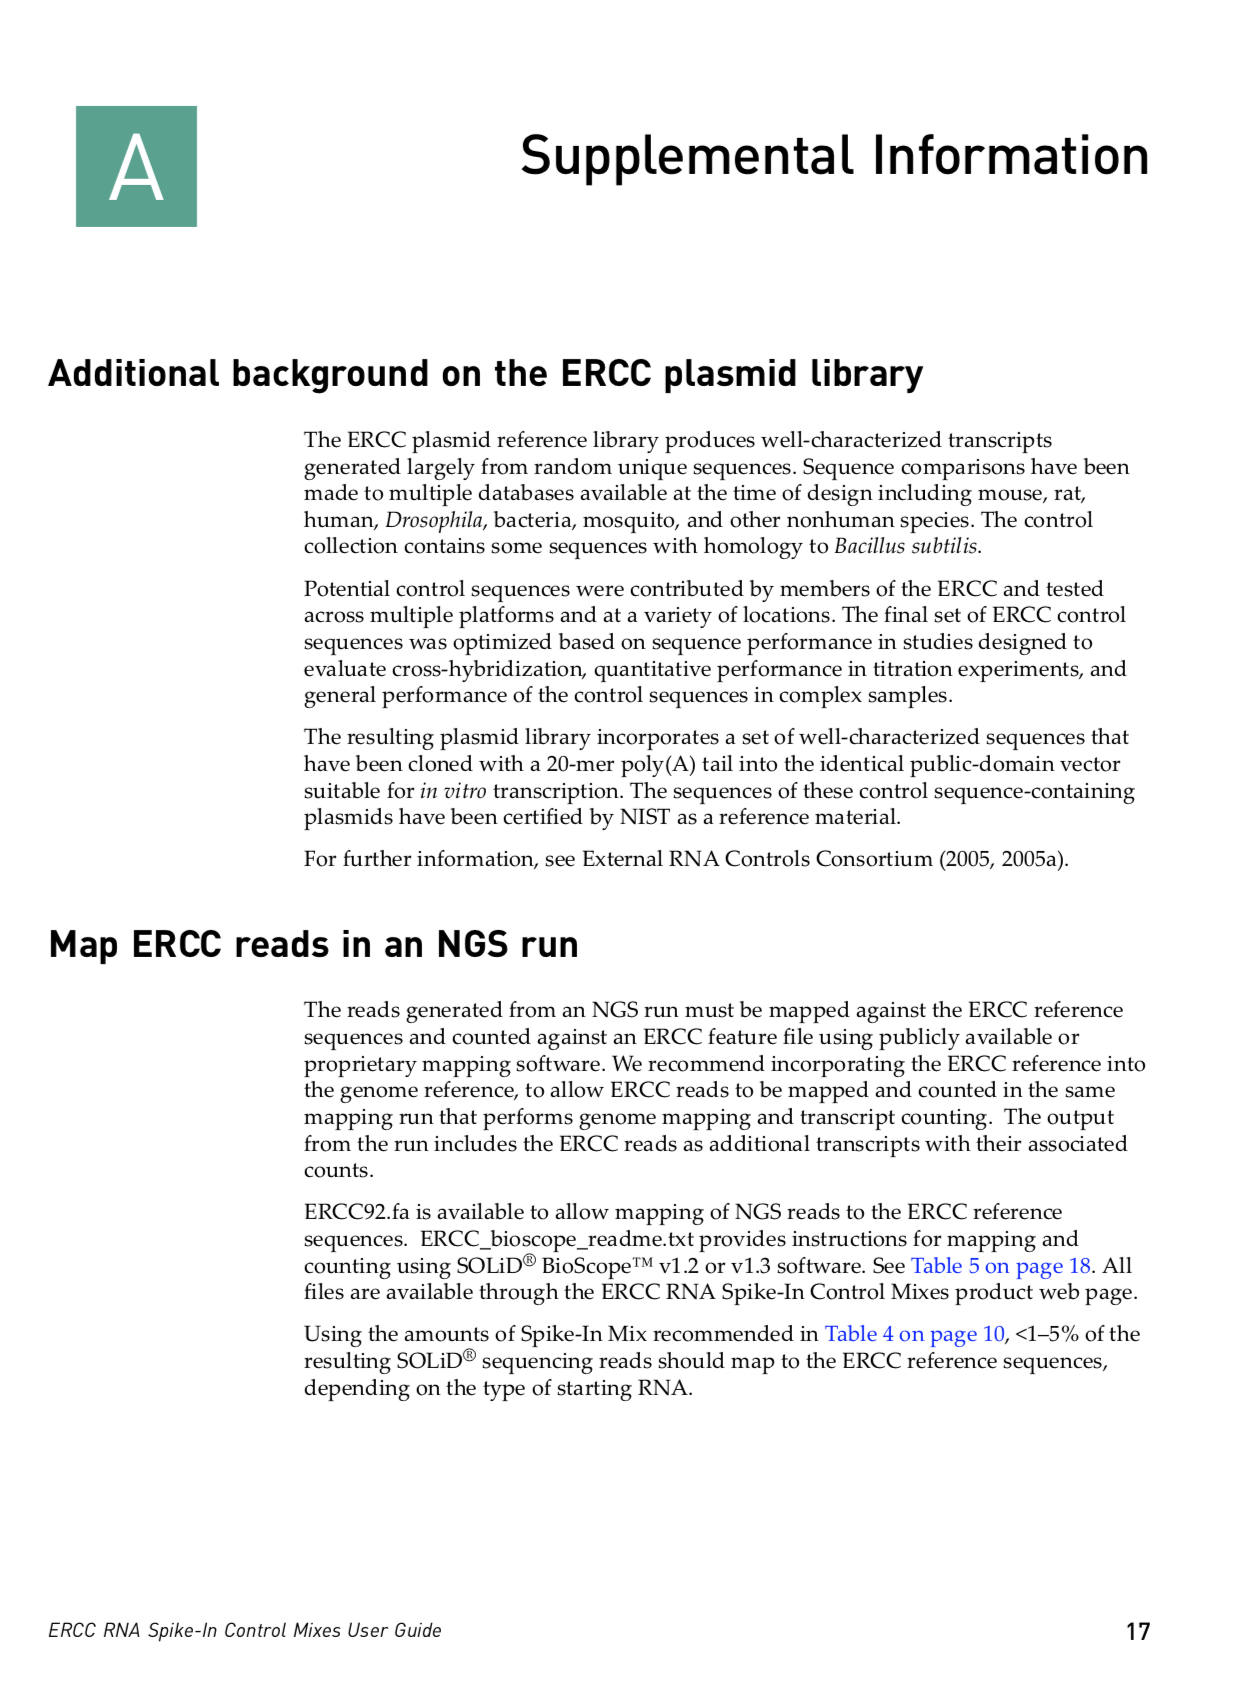 A
Supplemental Information
Additional background on the ERCC plasmid library
The ERCC plasmid reference library produces well-characterized transcripts
generated largely from random unique sequences. Sequence comparisons have been
made to multiple databases available at the time of design including mouse, rat,
human, Drosophila, bacteria, mosquito, and other nonhuman species. The control
collection contains some sequences with homology to Bacillus subtilis.
Potential control sequences were contributed by members of the ERCC and tested
across multiple platforms and at a variety of locations. The final set of ERCC control
sequences was optimized based on sequence performance in studies designed to
evaluate cross-hybridization, quantitative performance in titration experiments, and
general performance of the control sequences in complex samples.
The resulting plasmid library incorporates a set of well-characterized sequences that
have been cloned with a 20-mer poly(A) tail into the identical public-domain vector
suitable for in vitro transcription. The sequences of these control sequence-containing
plasmids have been certified by NIST as a reference material.
For further information, see External RNA Controls Consortium (2005, 2005a).
Map ERCC reads in an NGS run
The reads generated from an NGS run must be mapped against the ERCC reference
sequences and counted against an ERCC feature file using publicly available or
proprietary mapping software. We recommend incorporating the ERCC reference into
the genome reference, to allow ERCC reads to be mapped and counted in the same
mapping run that performs genome mapping and transcript counting. The output
from the run includes the ERCC reads as additional transcripts with their associated
counts.
ERCC92.fa is available to allow mapping of NGS reads to the ERCC reference
sequences. ERCC_bioscope_readme.txt provides instructions for mapping and
counting using SOLiD® BioScope™ v1.2 or v1.3 software. See Table 5 on page 18. All
files are available through the ERCC RNA Spike-In Control Mixes product web page.
Using the amounts of Spike-In Mix recommended in Table 4 on page 10, <1–5% of the
resulting SOLiD® sequencing reads should map to the ERCC reference sequences,
depending on the type of starting RNA.
ERCC RNA Spike-In Control Mixes User Guide
17